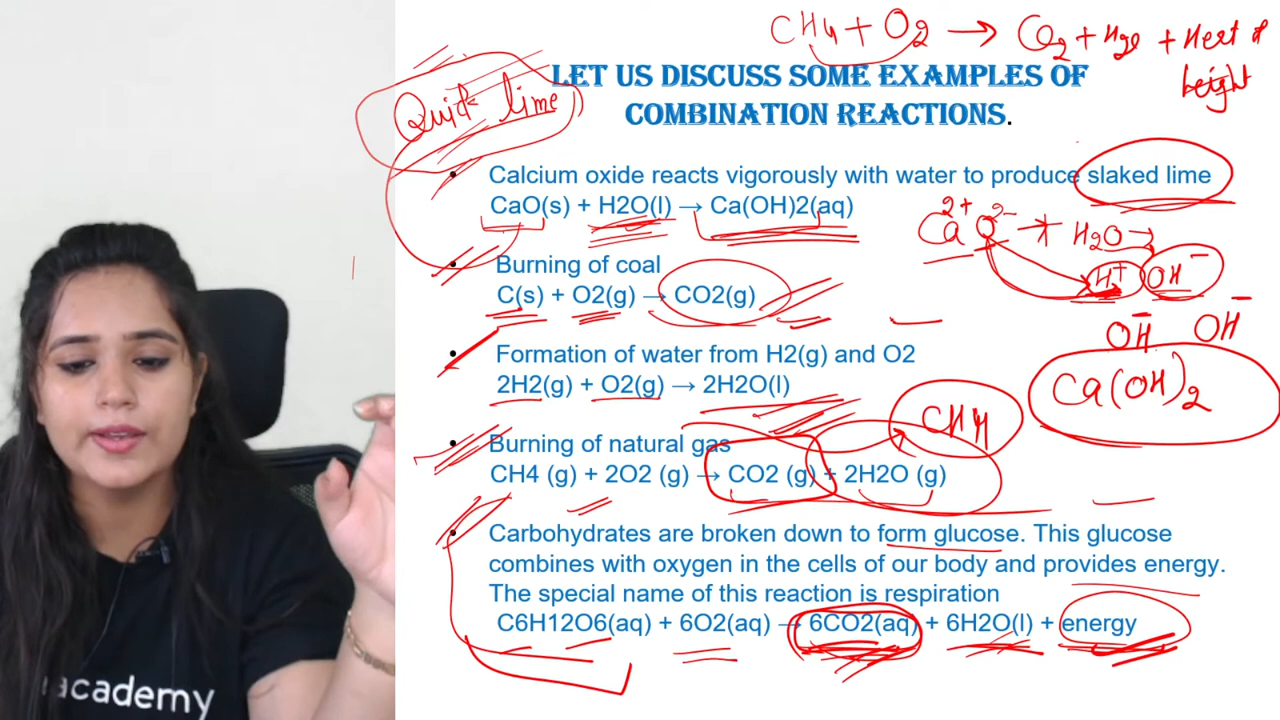 CH4 + O2 → CO2 + H2O + Heat &
height
LET US DISCUSS SOME EXAMPLES OF
COMBINATION REACTIONS.
Quick lime
• Calcium oxide reacts vigorously with water to produce slaked lime
CaO(s) + H2O(l) → Ca(OH)2(aq)
Ca2+ O2- + H2O →
H+ OH-
• Burning of coal
C(s) + O2(g) → CO2(g)
OH- OH-
Ca(OH)2
• Formation of water from H2(g) and O2
2H2(g) + O2(g) → 2H2O(l)
CH4
• Burning of natural gas
CH4 (g) + 2O2 (g) → CO2 (g) + 2H2O (g)
• Carbohydrates are broken down to form glucose. This glucose
combines with oxygen in the cells of our body and provides energy.
The special name of this reaction is respiration
C6H12O6(aq) + 6O2(aq) → 6CO2(aq) + 6H2O(l) + energy
academy